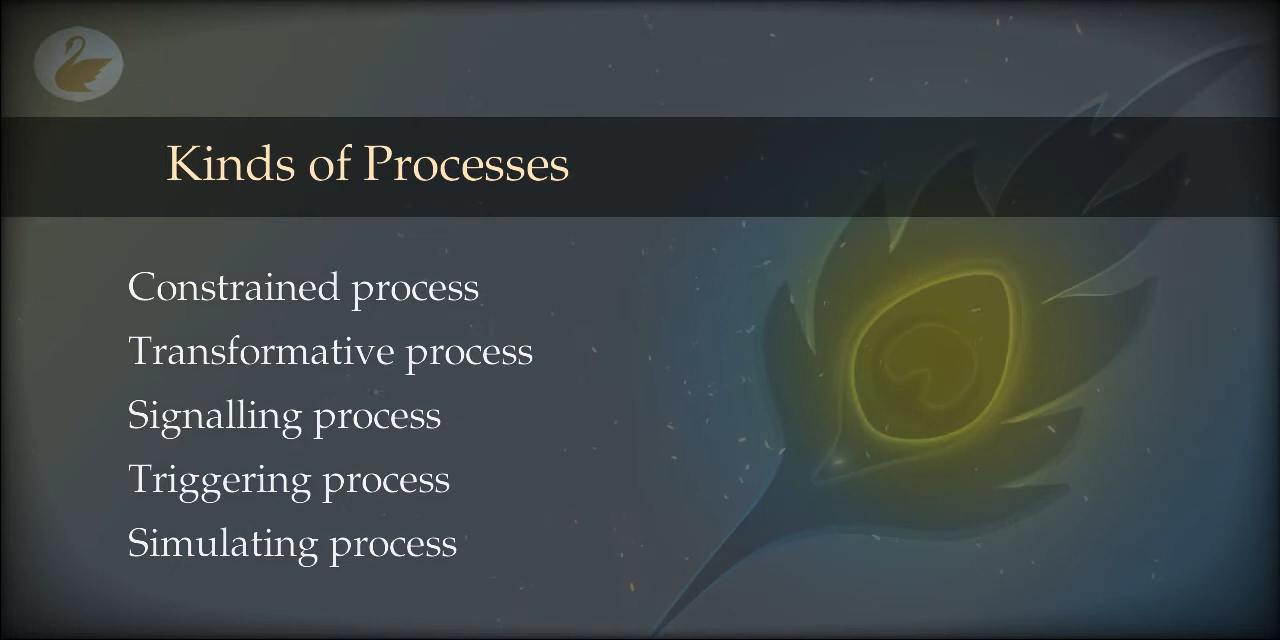 Kinds of Processes
Constrained process
Transformative process
Signalling process
Triggering process
Simulating process